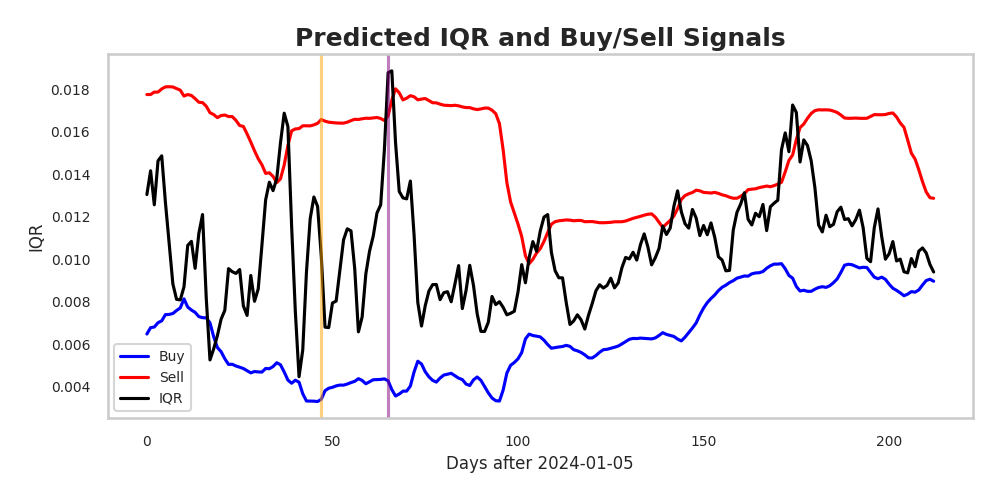 Predicted IQR and Buy/Sell Signals
IQR
0.018
0.016
0.014
0.012
0.010
0.008
0.006
0.004
Buy
Sell
IQR
0 50 100 150 200
Days after 2024-01-05